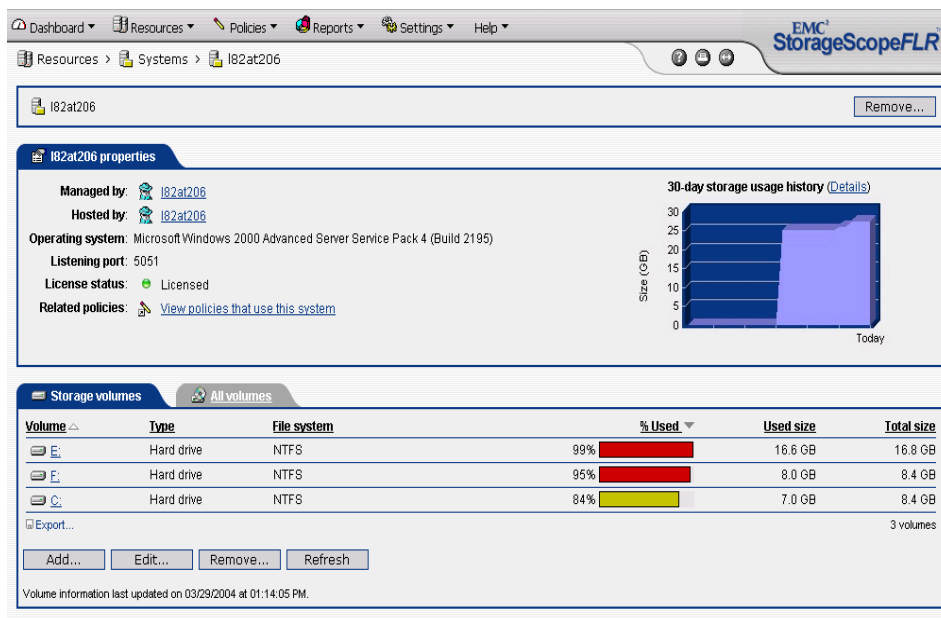 Dashboard Resources Policies Reports Settings Help
EMC² StorageScopeFLR
Resources > Systems > l82at206
l82at206 Remove...
l82at206 properties
Managed by: l82at206
Hosted by: l82at206
Operating system: Microsoft Windows 2000 Advanced Server Service Pack 4 (Build 2195)
Listening port: 5051
License status: Licensed
Related policies: View policies that use this system
30-day storage usage history (Details)
Size (GB)
30
25
20
15
10
5
0
Today
Storage volumes All volumes
Volume Type File system % Used Used size Total size
E: Hard drive NTFS 99% 16.6 GB 16.8 GB
F: Hard drive NTFS 95% 8.0 GB 8.4 GB
C: Hard drive NTFS 84% 7.0 GB 8.4 GB
Export... 3 volumes
Add... Edit... Remove... Refresh
Volume information last updated on 03/29/2004 at 01:14:05 PM.